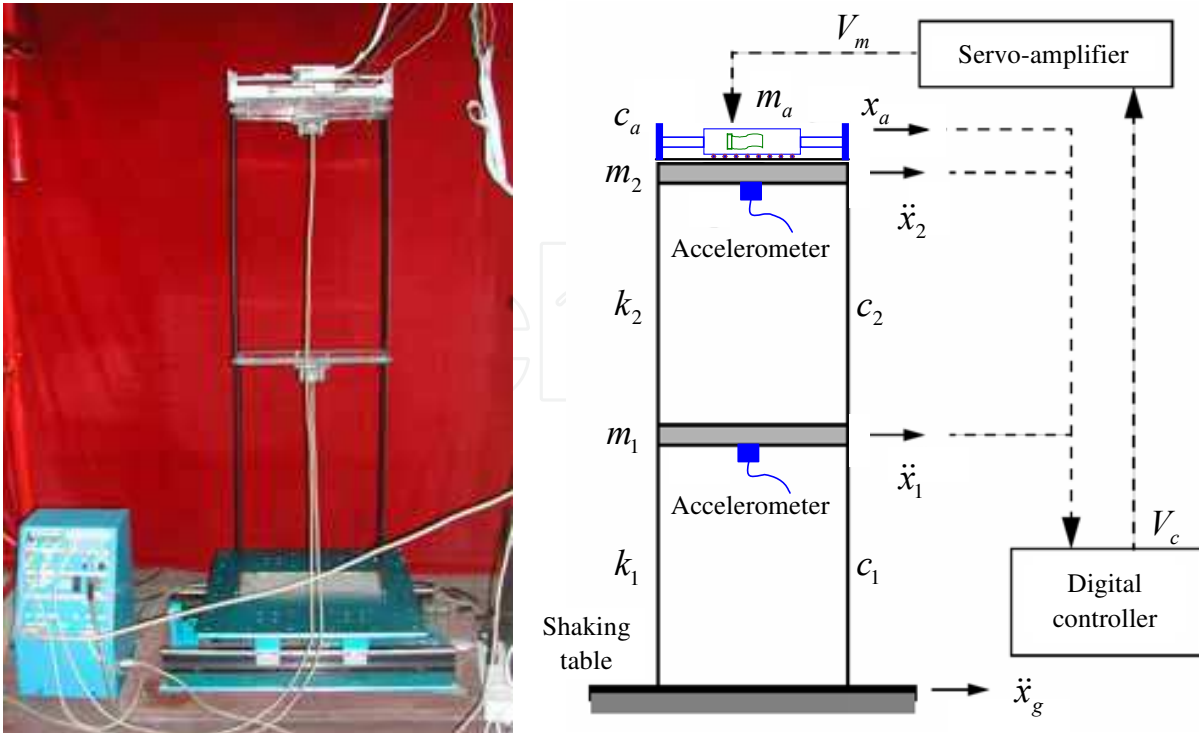 V_m
Servo-amplifier
c_a
m_a
x_a
m_2
ẍ_2
Accelerometer
k_2
c_2
m_1
ẍ_1
Accelerometer
V_c
k_1
c_1
Digital
controller
Shaking
table
ẍ_g